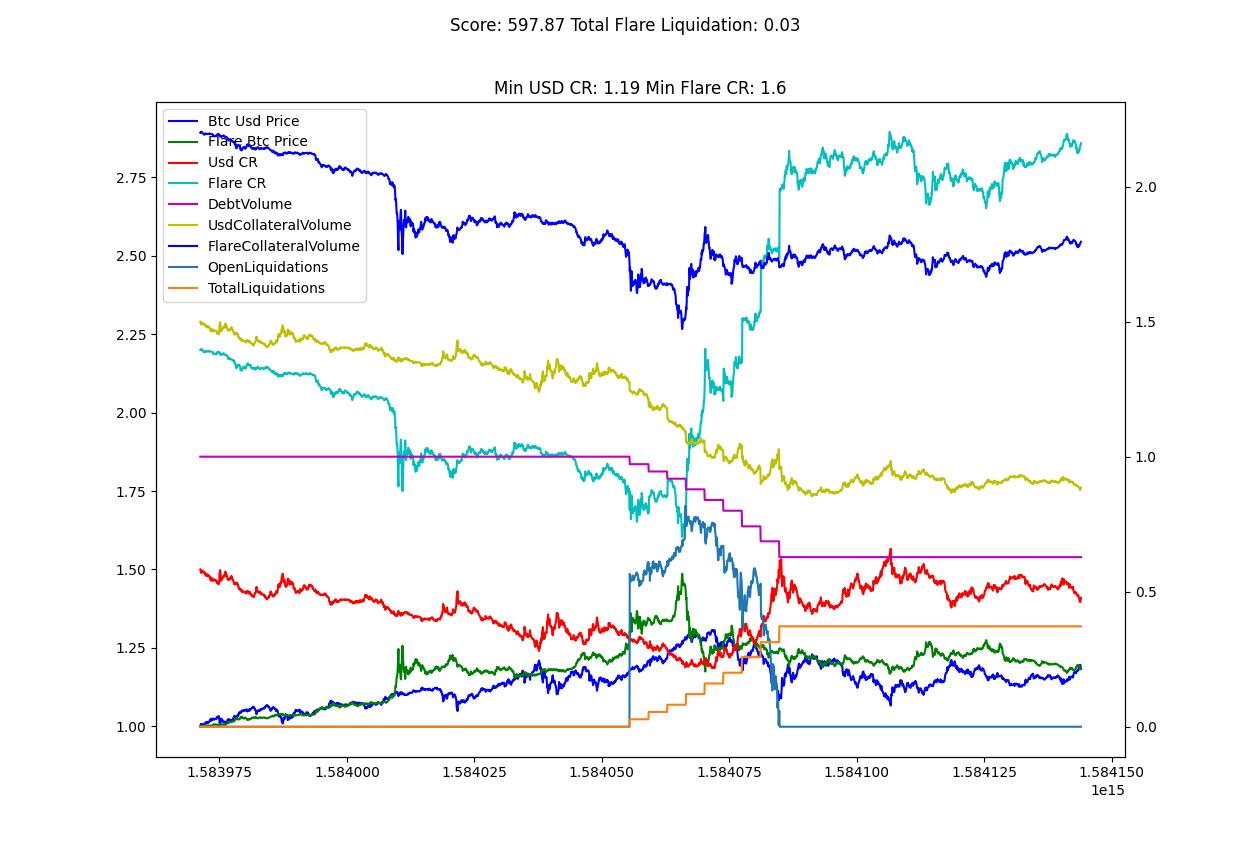 Score: 597.87 Total Flare Liquidation: 0.03
Min USD CR: 1.19 Min Flare CR: 1.6
Btc Usd Price
Flare Btc Price
Usd CR
Flare CR
DebtVolume
UsdCollateralVolume
FlareCollateralVolume
OpenLiquidations
TotalLiquidations
2.75
2.50
2.25
2.00
1.75
1.50
1.25
1.00
2.0
1.5
1.0
0.5
0.0
1.583975
1.584000
1.584025
1.584050
1.584075
1.584100
1.584125
1.584150
1e15